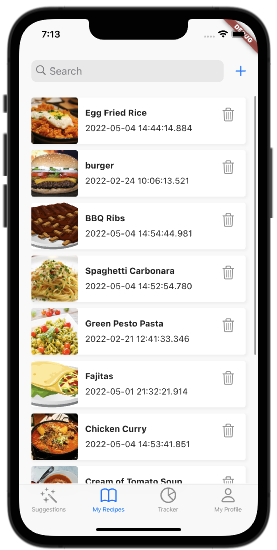 7:13
DEBUG
Search
Egg Fried Rice
2022-05-04 14:44:14.884
burger
2022-02-24 10:06:13.521
BBQ Ribs
2022-05-04 14:54:44.981
Spaghetti Carbonara
2022-05-04 14:52:54.780
Green Pesto Pasta
2022-02-21 12:41:33.346
Fajitas
2022-05-01 21:32:21.914
Chicken Curry
2022-05-04 14:53:41.851
Cream of Tomato Soup
Suggestions
My Recipes
Tracker
My Profile